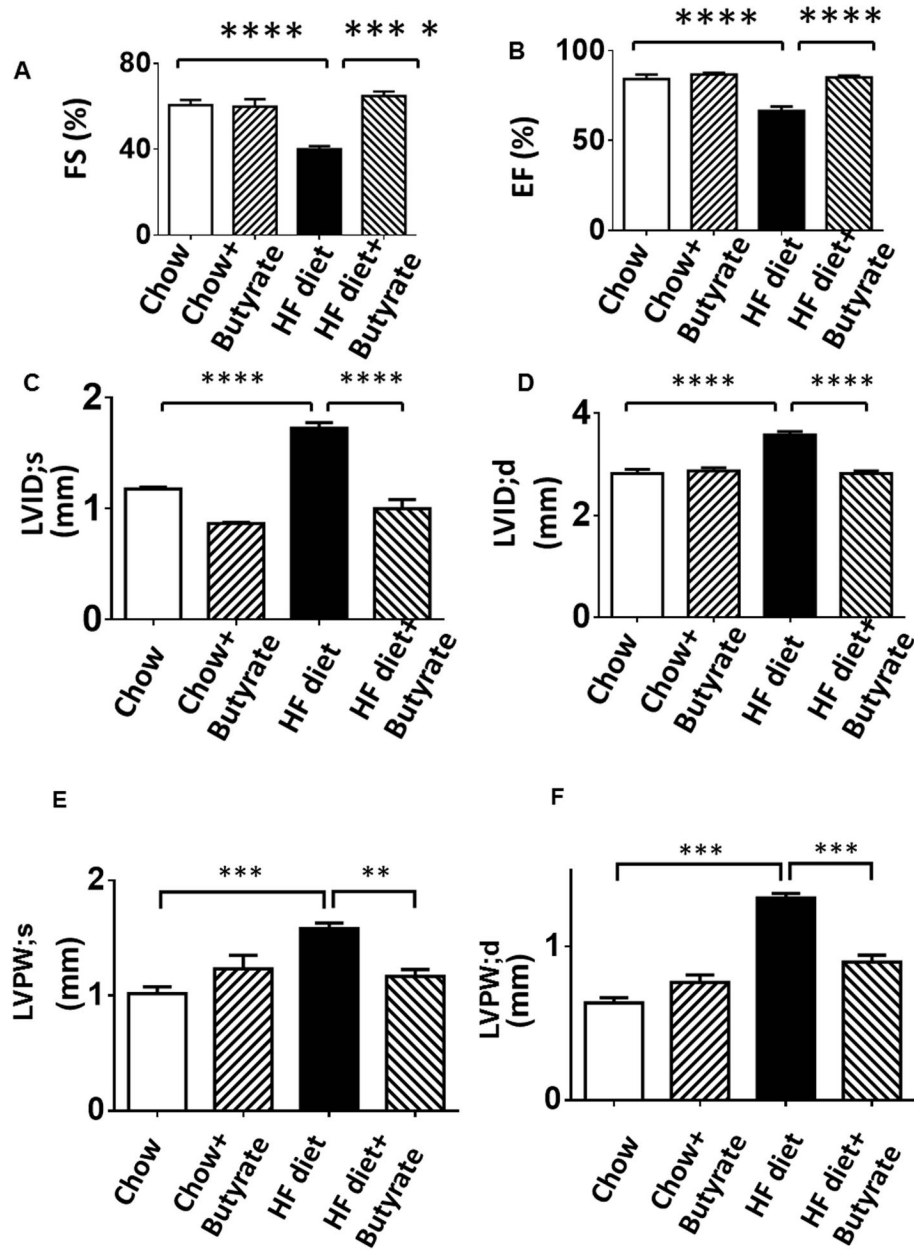 A
**** *** *
80
40
0
FS (%)
Chow
Chow+
Butyrate
HF diet
HF diet+
Butyrate
B
**** ****
100
50
0
EF (%)
Chow
Chow+
Butyrate
HF diet
HF diet+
Butyrate
C
**** ****
2
1
0
LVID;s
(mm)
Chow
Chow+
Butyrate
HF diet
HF diet+
Butyrate
D
**** ****
4
2
0
LVID;d
(mm)
Chow
Chow+
Butyrate
HF diet
HF diet+
Butyrate
E
*** **
2
1
0
LVPW;s
(mm)
Chow
Chow+
Butyrate
HF diet
HF diet+
Butyrate
F
*** ***
1
0
LVPW;d
(mm)
Chow
Chow+
Butyrate
HF diet
HF diet+
Butyrate